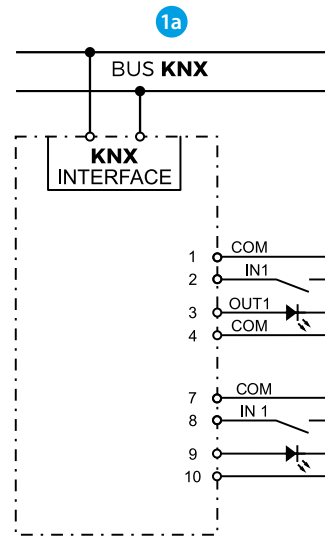 1a
BUS KNX
KNX
INTERFACE
1 COM
2 IN1
3 OUT1
4 COM
7 COM
8 IN 1
9
10